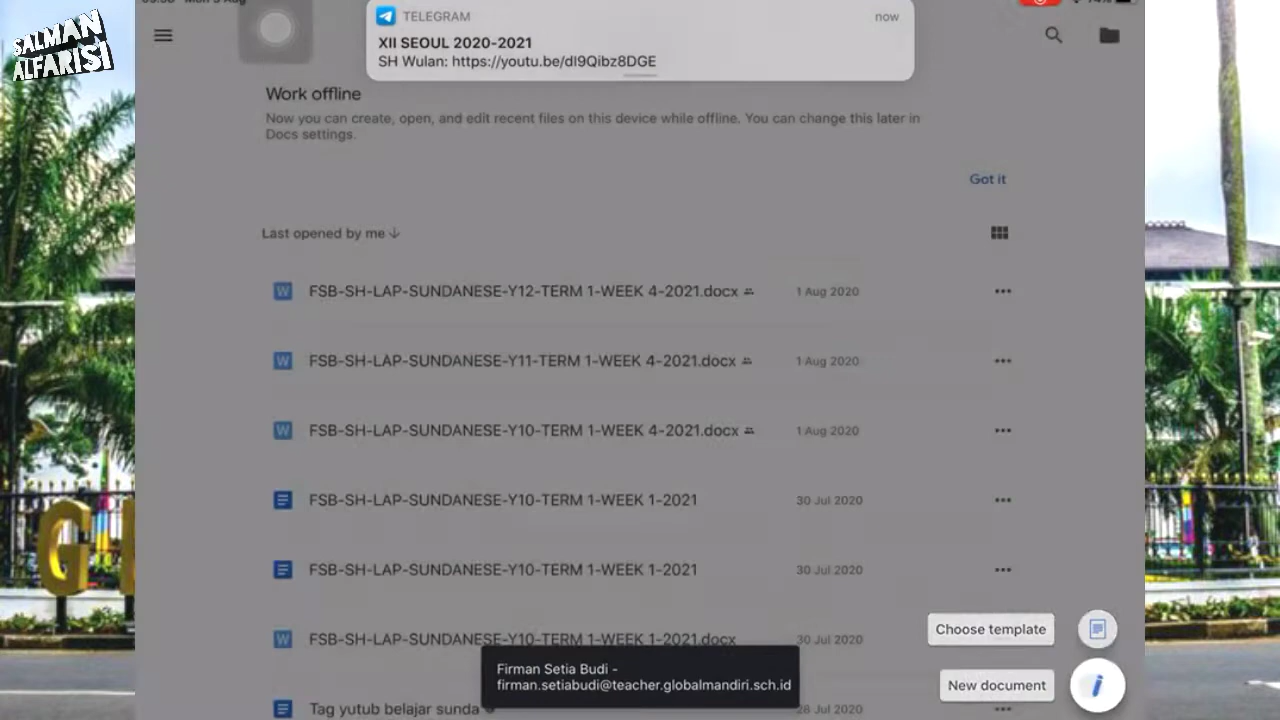 SALMAN
ALFARISI
TELEGRAM
now
XII SEOUL 2020-2021
SH Wulan: https://youtu.be/dI9Qibz8DGE
Work offline
Now you can create, open, and edit recent files on this device while offline. You can change this later in
Docs settings.
Got it
Last opened by me
FSB-SH-LAP-SUNDANESE-Y12-TERM 1-WEEK 4-2021.docx
1 Aug 2020
FSB-SH-LAP-SUNDANESE-Y11-TERM 1-WEEK 4-2021.docx
1 Aug 2020
FSB-SH-LAP-SUNDANESE-Y10-TERM 1-WEEK 4-2021.docx
1 Aug 2020
FSB-SH-LAP-SUNDANESE-Y10-TERM 1-WEEK 1-2021
30 Jul 2020
FSB-SH-LAP-SUNDANESE-Y10-TERM 1-WEEK 1-2021
30 Jul 2020
FSB-SH-LAP-SUNDANESE-Y10-TERM 1-WEEK 1-2021.docx
30 Jul 2020
Choose template
Firman Setia Budi -
firman.setiabudi@teacher.globalmandiri.sch.id
New document
Tag yutub belajar sunda
28 Jul 2020
G